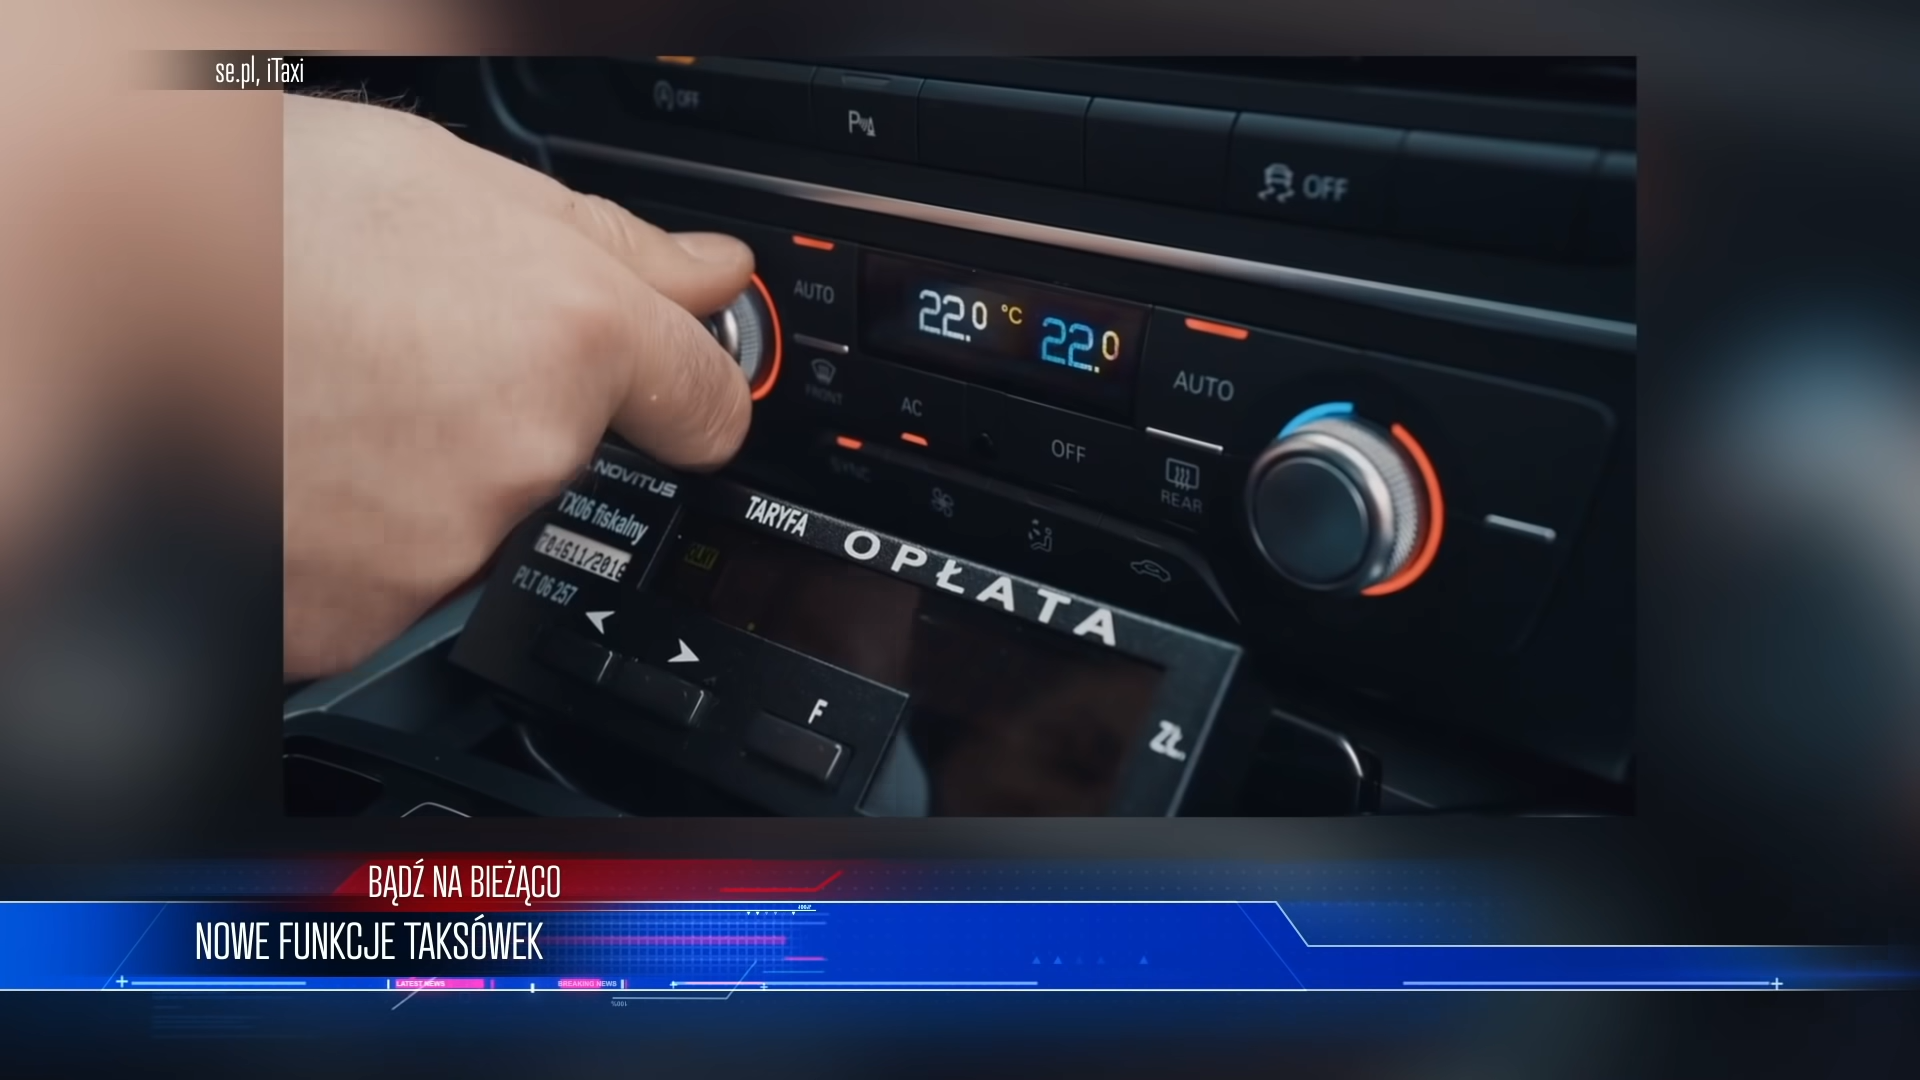 se.pl, iTaxi
OFF
P
OFF
AUTO
22.0 °C 22.0
AUTO
FRONT
AC
OFF
REAR
SYNC
NOVITUS
TX06 fiskalny
PLT 06 257
TARYFA
OPŁATA
F
ZŁ
BĄDŹ NA BIEŻĄCO
NOWE FUNKCJE TAKSÓWEK
LATEST NEWS
BREAKING NEWS